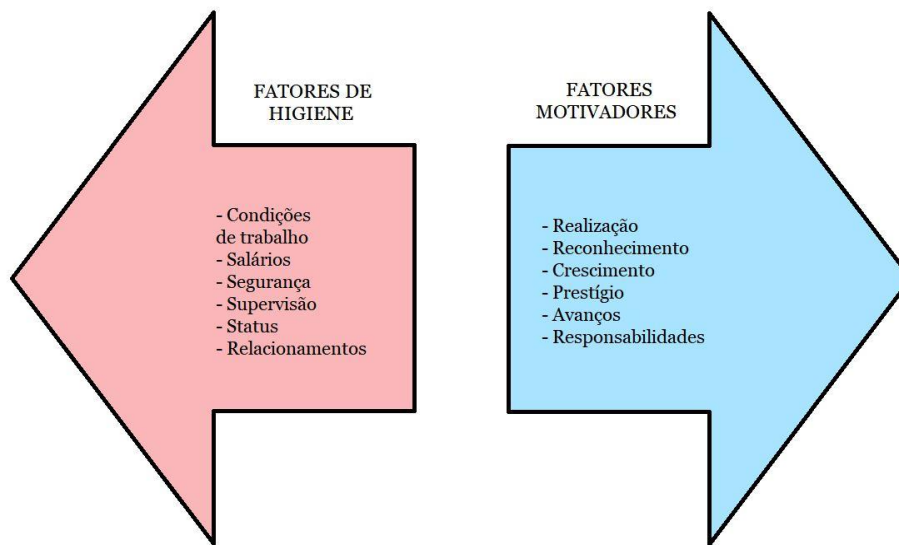 FATORES DE
HIGIENE
- Condições
de trabalho
- Salários
- Segurança
- Supervisão
- Status
- Relacionamentos
FATORES
MOTIVADORES
- Realização
- Reconhecimento
- Crescimento
- Prestígio
- Avanços
- Responsabilidades